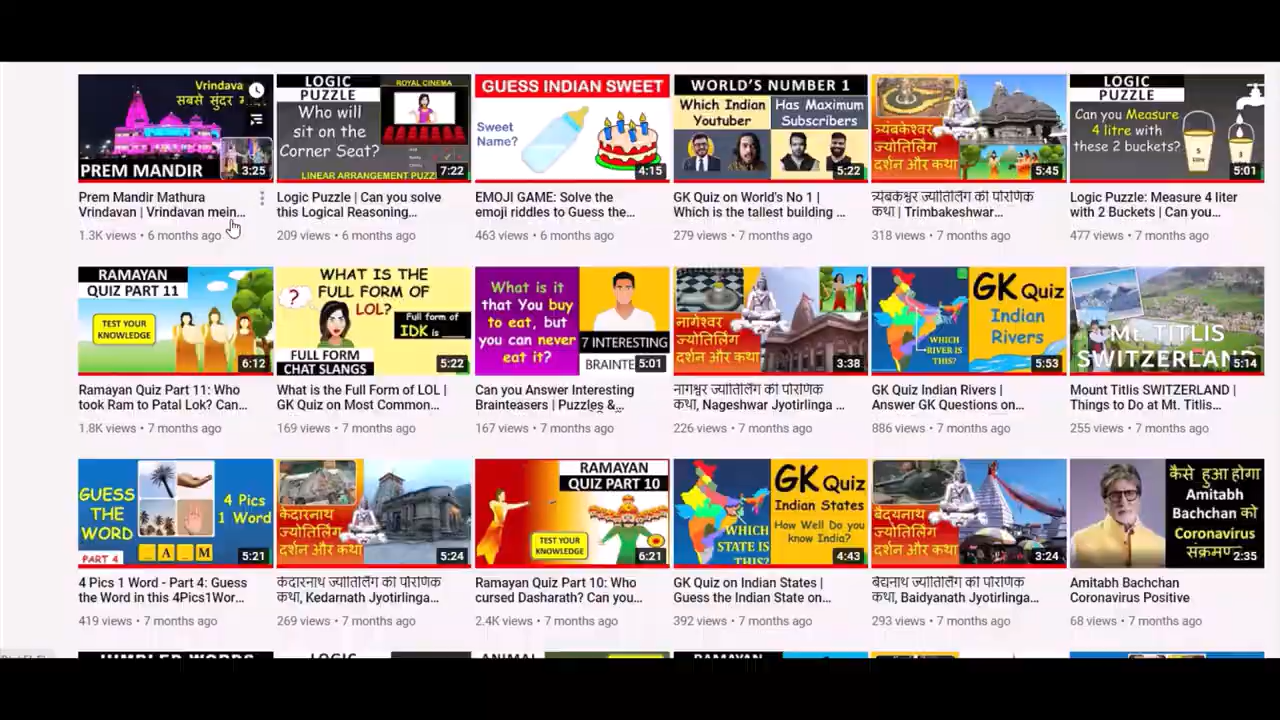 Vrindava
सबसे सुंदर
PREM MANDIR
3:25
LOGIC
PUZZLE
ROYAL CINEMA
Who will
sit on the
Corner Seat?
LINEAR ARRANGEMENT PUZZ
7:22
GUESS INDIAN SWEET
Sweet
Name?
4:15
WORLD'S NUMBER 1
Which Indian
Youtuber
Has Maximum
Subscribers
5:22
त्र्यंबकेश्वर
ज्योतिर्लिंग
दर्शन और कथा
5:45
LOGIC
PUZZLE
Can you Measure
4 litre with
these 2 buckets?
5
5:01
Prem Mandir Mathura
Vrindavan | Vrindavan mein...
1.3K views • 6 months ago
Logic Puzzle | Can you solve
this Logical Reasoning...
209 views • 6 months ago
EMOJI GAME: Solve the
emoji riddles to Guess the...
463 views • 6 months ago
GK Quiz on World's No 1 |
Which is the tallest building ...
279 views • 7 months ago
त्र्यंबकेश्वर ज्योतिर्लिंग की पौराणिक
कथा | Trimbakeshwar...
318 views • 7 months ago
Logic Puzzle: Measure 4 liter
with 2 Buckets | Can you...
477 views • 7 months ago
RAMAYAN
QUIZ PART 11
TEST YOUR
KNOWLEDGE
6:12
WHAT IS THE
FULL FORM OF
LOL?
?
Full form of
IDK is __
FULL FORM
CHAT SLANGS
5:22
What is it
that You buy
to eat, but
you can never
eat it?
7 INTERESTING
BRAINTE
5:01
नागेश्वर
ज्योतिर्लिंग
दर्शन और कथा
3:38
GK Quiz
Indian
Rivers
WHICH
RIVER IS
THIS?
5:53
Mt. TITLIS
SWITZERLAND
5:14
Ramayan Quiz Part 11: Who
took Ram to Patal Lok? Can...
1.8K views • 7 months ago
What is the Full Form of LOL |
GK Quiz on Most Common...
169 views • 7 months ago
Can you Answer Interesting
Brainteasers | Puzzles &...
167 views • 7 months ago
नागेश्वर ज्योतिर्लिंग की पौराणिक
कथा, Nageshwar Jyotirlinga ...
226 views • 7 months ago
GK Quiz Indian Rivers |
Answer GK Questions on...
886 views • 7 months ago
Mount Titlis SWITZERLAND |
Things to Do at Mt. Titlis...
255 views • 7 months ago
GUESS
THE
WORD
4 Pics
1 Word
_ A _ M
PART 4
5:21
केदारनाथ
ज्योतिर्लिंग
दर्शन और कथा
5:24
RAMAYAN
QUIZ PART 10
TEST YOUR
KNOWLEDGE
6:21
GK Quiz
Indian States
How Well Do you
know India?
WHICH
STATE IS
THIS?
4:43
बैद्यनाथ
ज्योतिर्लिंग
दर्शन और कथा
3:24
कैसे हुआ होगा
Amitabh
Bachchan को
Coronavirus
संक्रमण
2:35
4 Pics 1 Word - Part 4: Guess
the Word in this 4Pics1Wor...
419 views • 7 months ago
केदारनाथ ज्योतिर्लिंग की पौराणिक
कथा, Kedarnath Jyotirlinga...
269 views • 7 months ago
Ramayan Quiz Part 10: Who
cursed Dasharath? Can you...
2.4K views • 7 months ago
GK Quiz on Indian States |
Guess the Indian State on...
392 views • 7 months ago
बैद्यनाथ ज्योतिर्लिंग की पौराणिक
कथा, Baidyanath Jyotirlinga...
293 views • 7 months ago
Amitabh Bachchan
Coronavirus Positive
68 views • 7 months ago
JUMBLED WORDS
LOGIC
ANIMAL
RAMAYAN